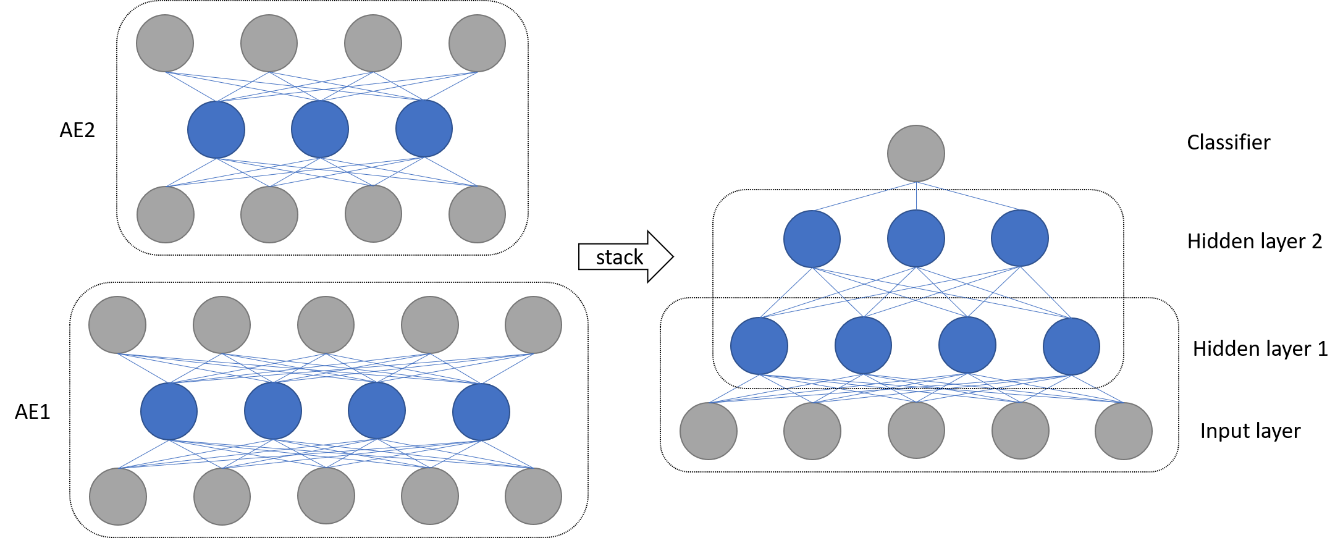 AE2
AE1
stack
Classifier
Hidden layer 2
Hidden layer 1
Input layer